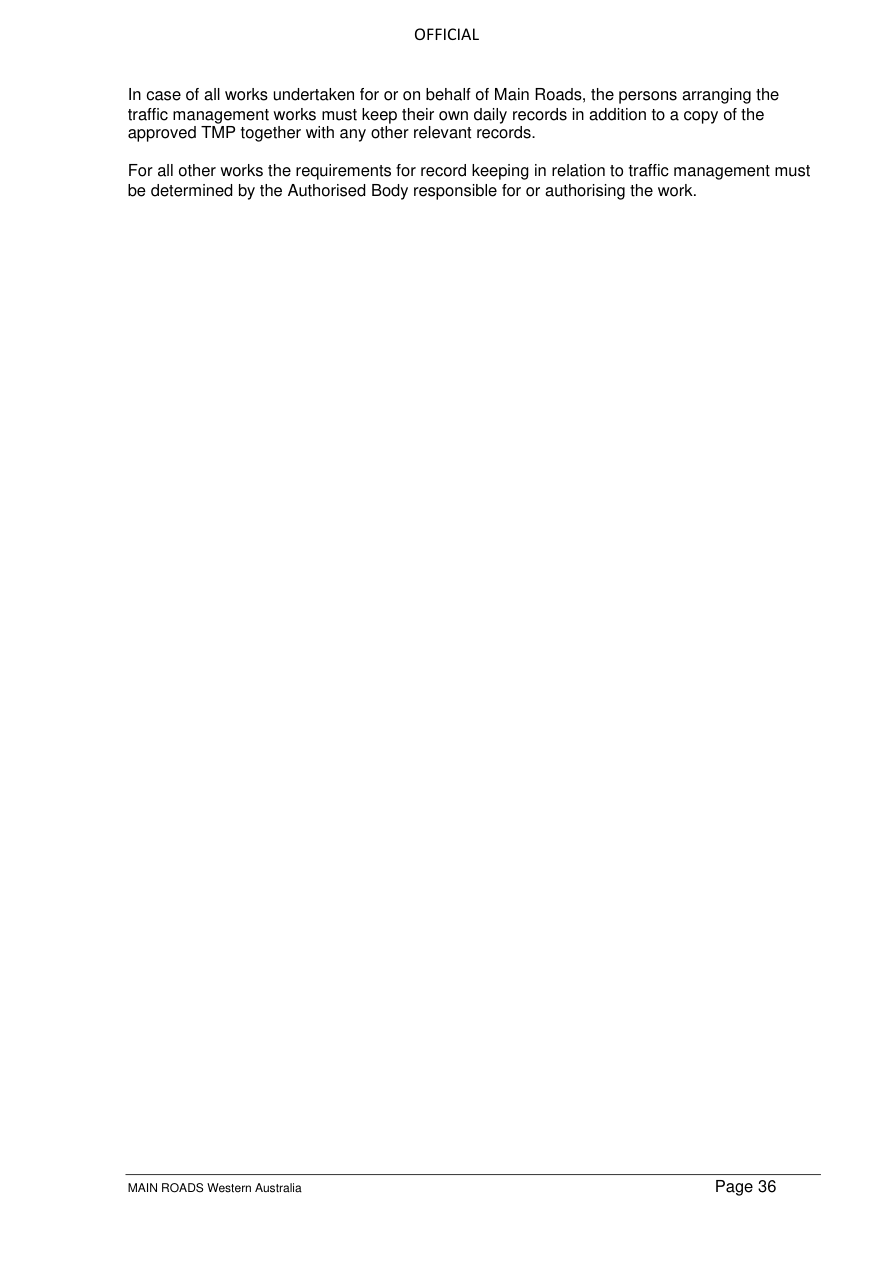 OFFICIAL
In case of all works undertaken for or on behalf of Main Roads, the persons arranging the
traffic management works must keep their own daily records in addition to a copy of the
approved TMP together with any other relevant records.
For all other works the requirements for record keeping in relation to traffic management must
be determined by the Authorised Body responsible for or authorising the work.
MAIN ROADS Western Australia
Page 36